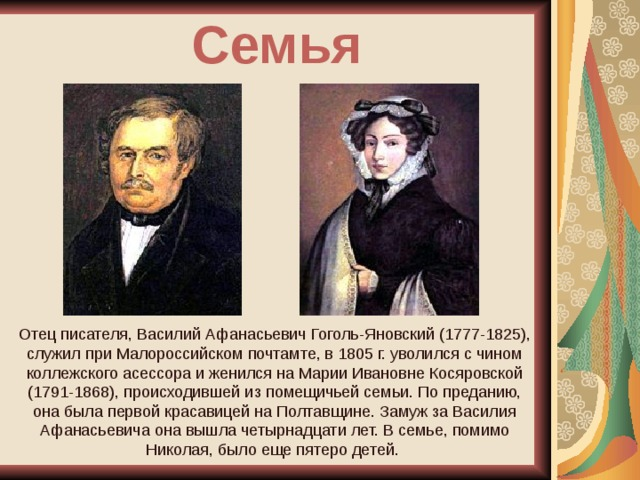 Семья
Отец писателя, Василий Афанасьевич Гоголь-Яновский (1777-1825),
служил при Малороссийском почтамте, в 1805 г. уволился с чином
коллежского асессора и женился на Марии Ивановне Косяровской
(1791-1868), происходившей из помещичьей семьи. По преданию,
она была первой красавицей на Полтавщине. Замуж за Василия
Афанасьевича она вышла четырнадцати лет. В семье, помимо
Николая, было еще пятеро детей.